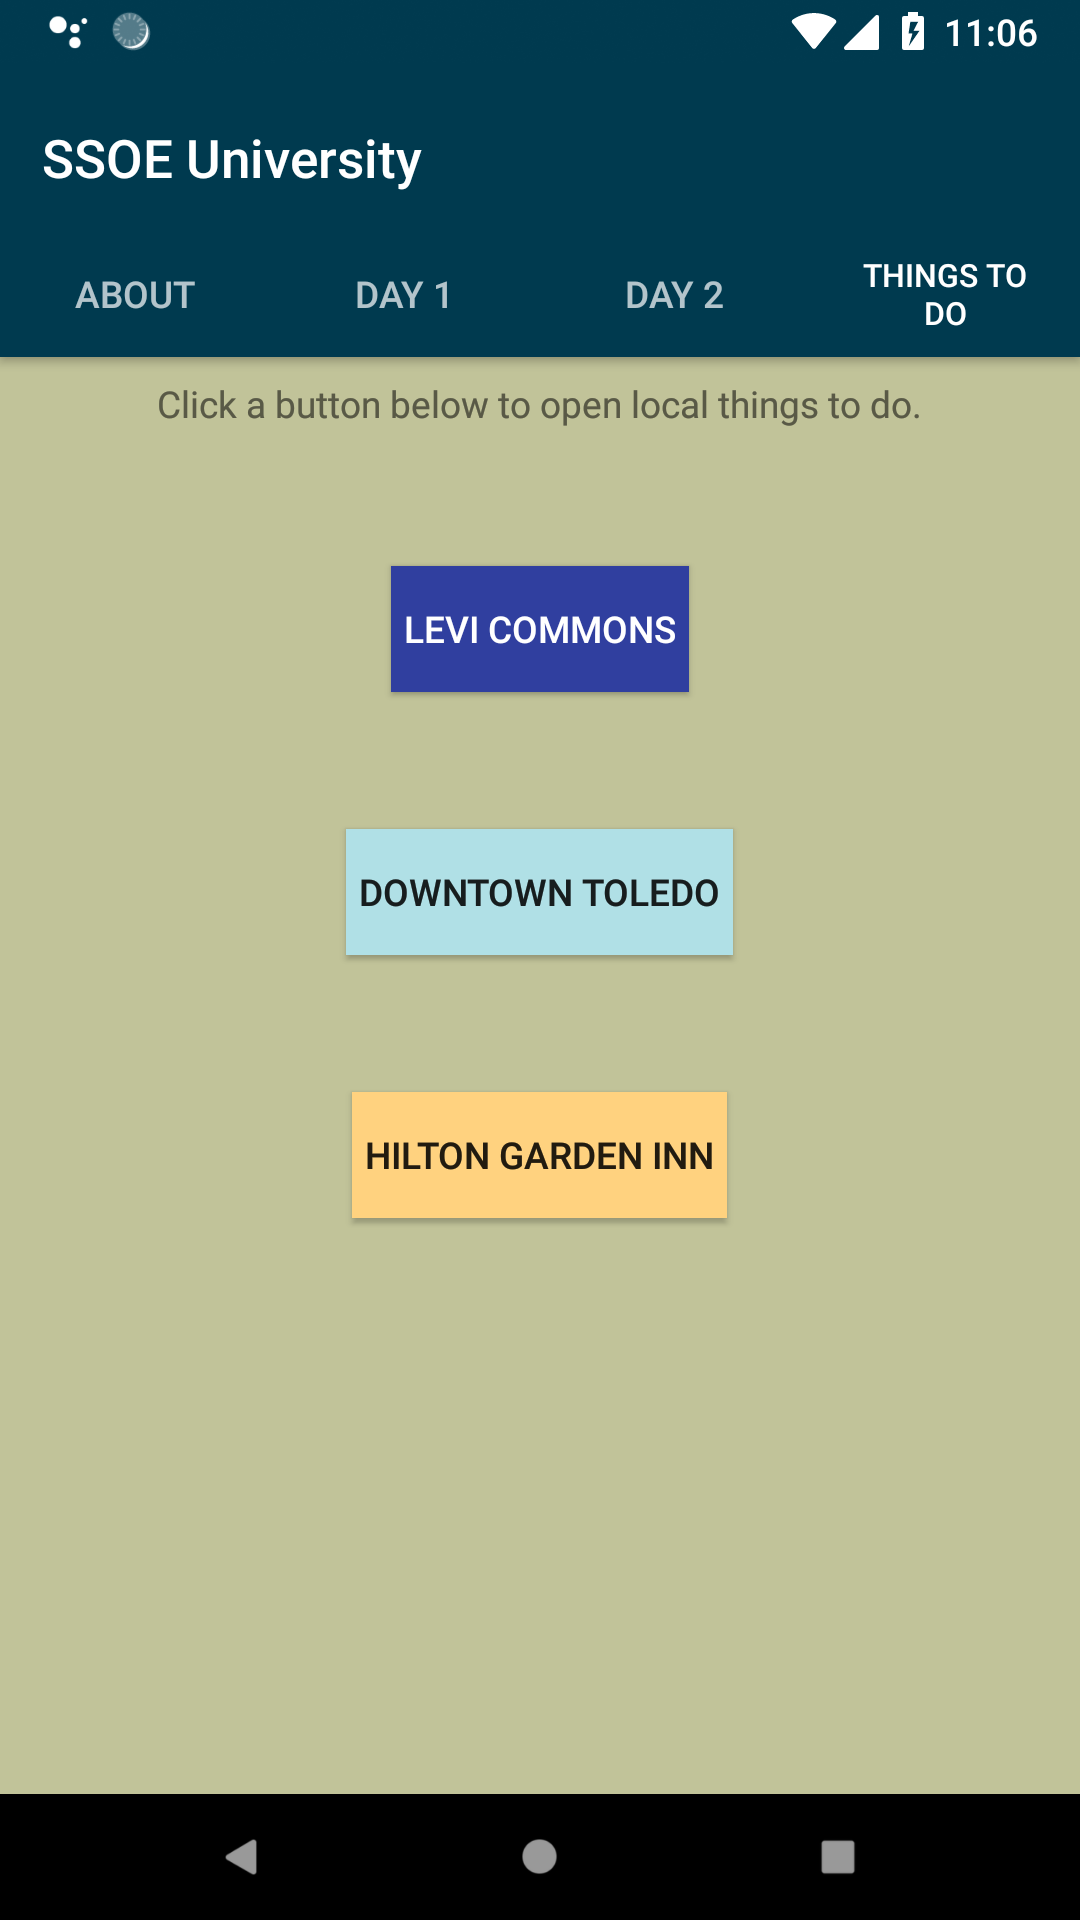 11:06
SSOE University
ABOUT
DAY 1
DAY 2
THINGS TO
DO
Click a button below to open local things to do.
LEVI COMMONS
DOWNTOWN TOLEDO
HILTON GARDEN INN